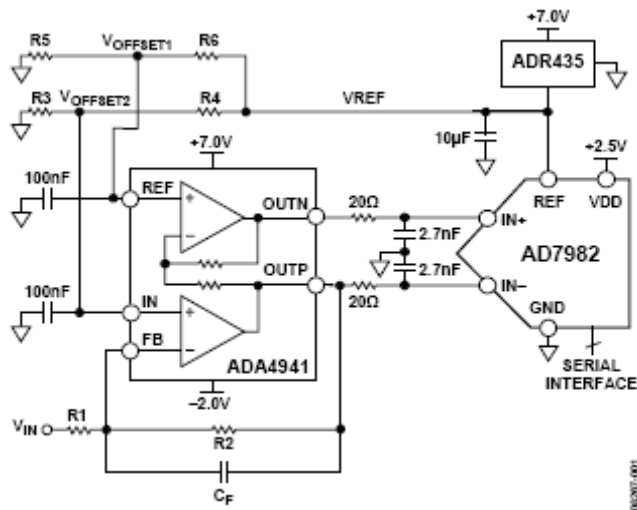 +7.0V
R5
VOFFSET1
R6
ADR435
R3
VOFFSET2
R4
VREF
10µF
+2.5V
+7.0V
100nF
REF
OUTN
20Ω
REF
VDD
IN+
2.7nF
AD7982
OUTP
2.7nF
IN−
20Ω
100nF
IN
GND
FB
ADA4941
SERIAL
INTERFACE
−2.0V
VIN
R1
R2
CF